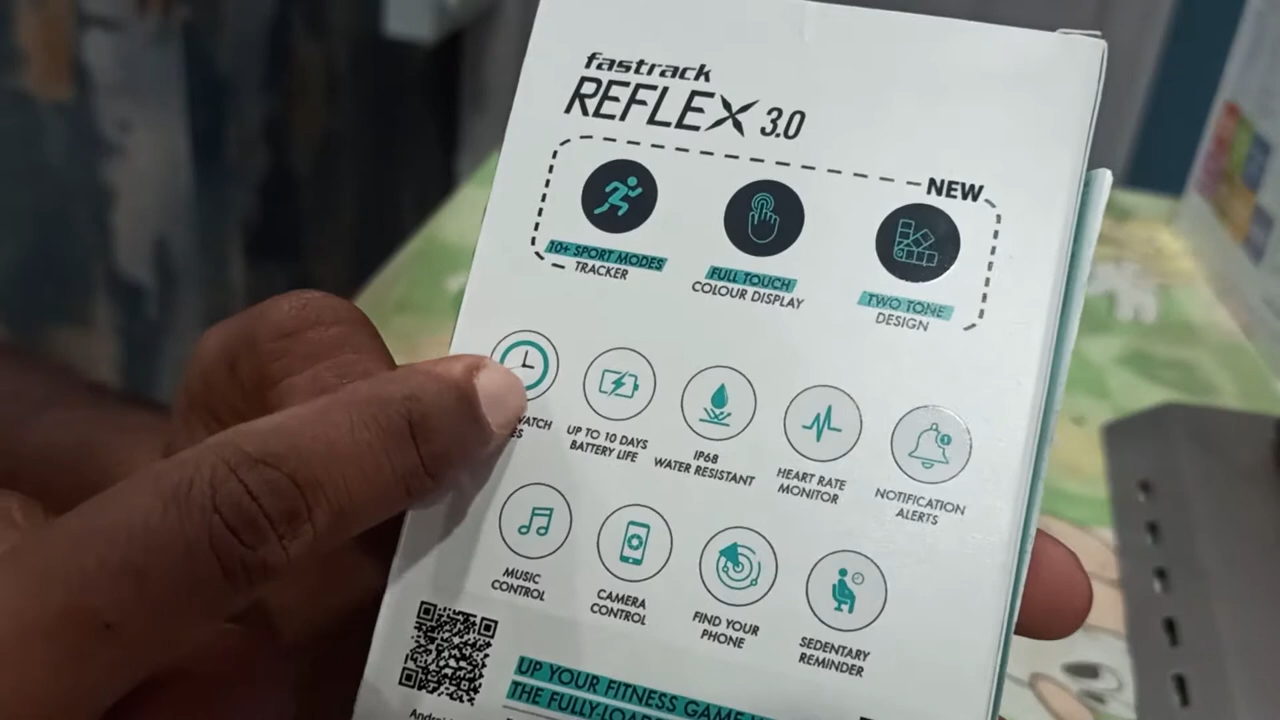 fastrack
REFLEX 3.0
NEW
10+ SPORT MODES
TRACKER
FULL TOUCH
COLOUR DISPLAY
TWO TONE
DESIGN
UP TO 10 DAYS
BATTERY LIFE
IP68
WATER RESISTANT
HEART RATE
MONITOR
NOTIFICATION
ALERTS
MUSIC
CONTROL
CAMERA
CONTROL
FIND YOUR
PHONE
SEDENTARY
REMINDER
UP YOUR FITNESS GAME